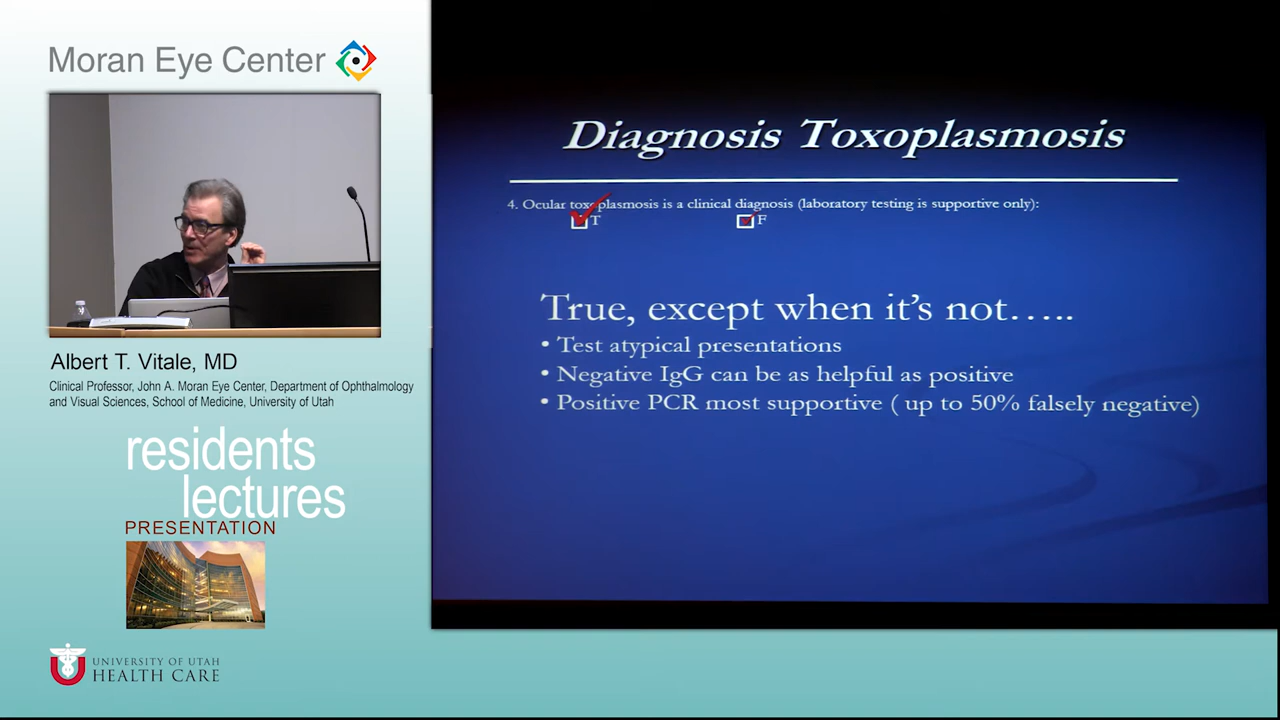 Moran Eye Center
Albert T. Vitale, MD
Clinical Professor, John A. Moran Eye Center, Department of Ophthalmology
and Visual Sciences, School of Medicine, University of Utah
residents
lectures
PRESENTATION
UNIVERSITY OF UTAH
HEALTH CARE
Diagnosis Toxoplasmosis
4. Ocular toxoplasmosis is a clinical diagnosis (laboratory testing is supportive only):
T F
True, except when it's not…..
• Test atypical presentations
• Negative IgG can be as helpful as positive
• Positive PCR most supportive ( up to 50% falsely negative)